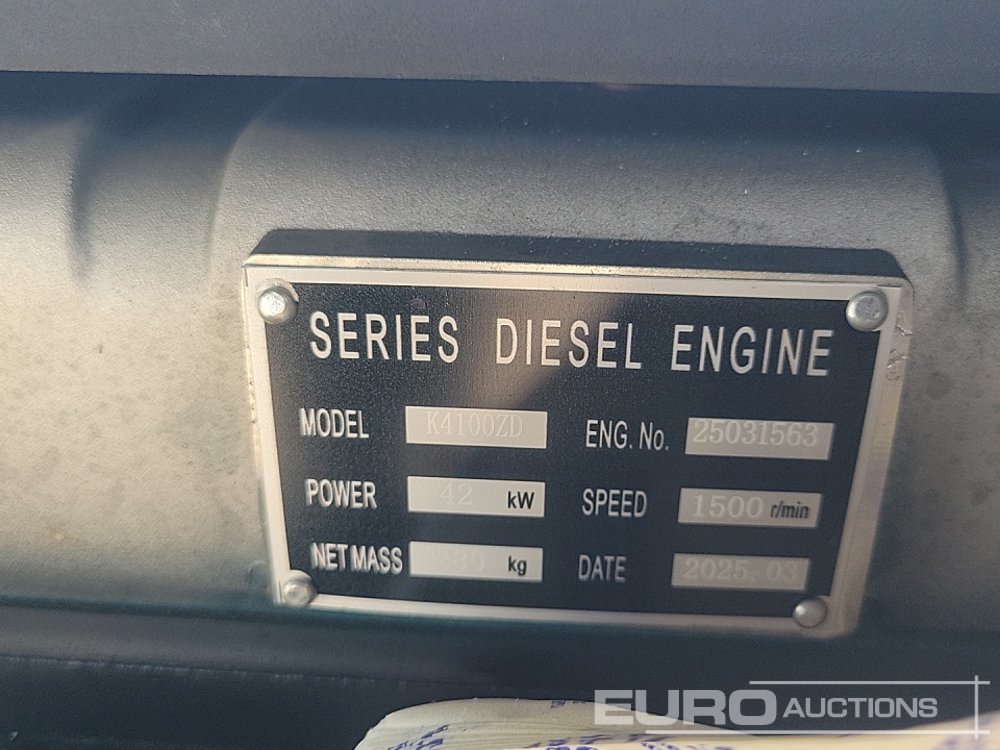 SERIES DIESEL ENGINE
MODEL K4100ZD ENG. No. 25031563
POWER 42 kW SPEED 1500 r/min
NET MASS kg DATE 2025.03
EURO AUCTIONS